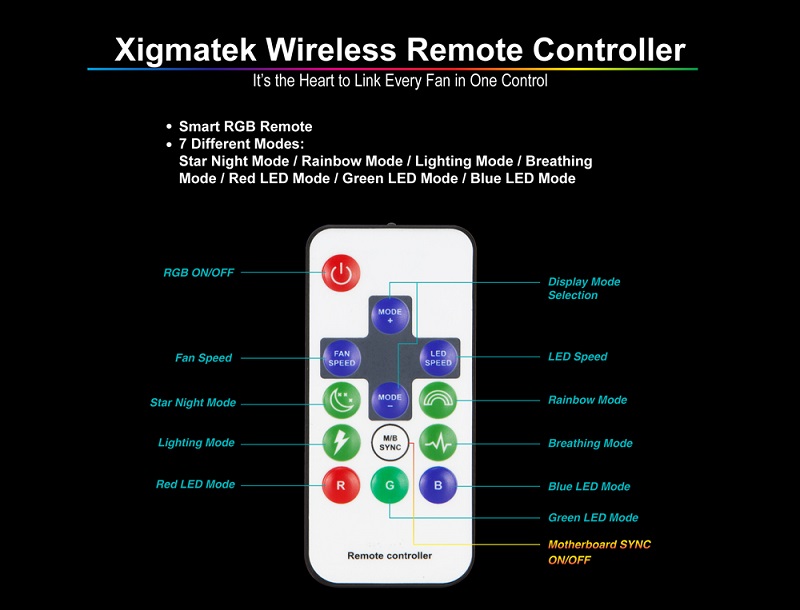 Xigmatek Wireless Remote Controller
It's the Heart to Link Every Fan in One Control
• Smart RGB Remote
• 7 Different Modes:
Star Night Mode / Rainbow Mode / Lighting Mode / Breathing
Mode / Red LED Mode / Green LED Mode / Blue LED Mode
RGB ON/OFF
Display Mode
Selection
MODE
+
Fan Speed
FAN
SPEED
LED
SPEED
LED Speed
Star Night Mode
MODE
–
Rainbow Mode
Lighting Mode
M/B
SYNC
Breathing Mode
Red LED Mode
R
G
B
Blue LED Mode
Green LED Mode
Motherboard SYNC
ON/OFF
Remote controller